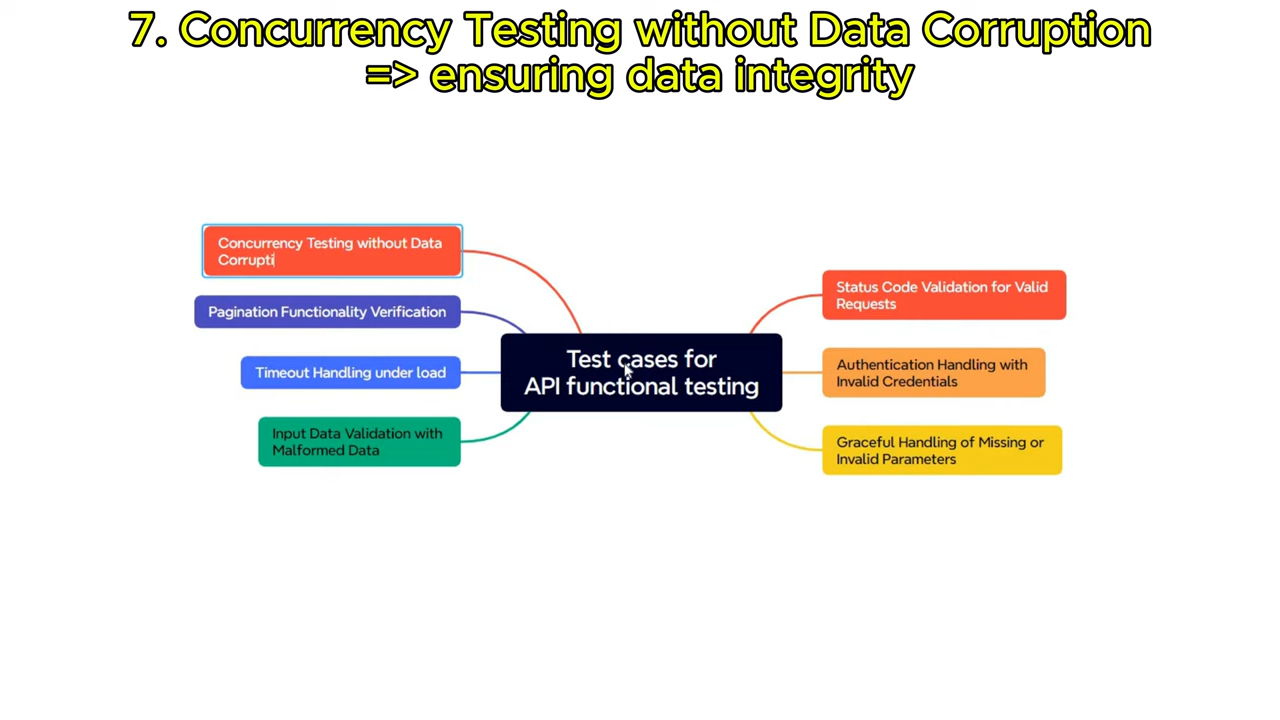 7. Concurrency Testing without Data Corruption
=> ensuring data integrity
Concurrency Testing without Data
Corrupti
Pagination Functionality Verification
Timeout Handling under load
Input Data Validation with
Malformed Data
Test cases for
API functional testing
Status Code Validation for Valid
Requests
Authentication Handling with
Invalid Credentials
Graceful Handling of Missing or
Invalid Parameters